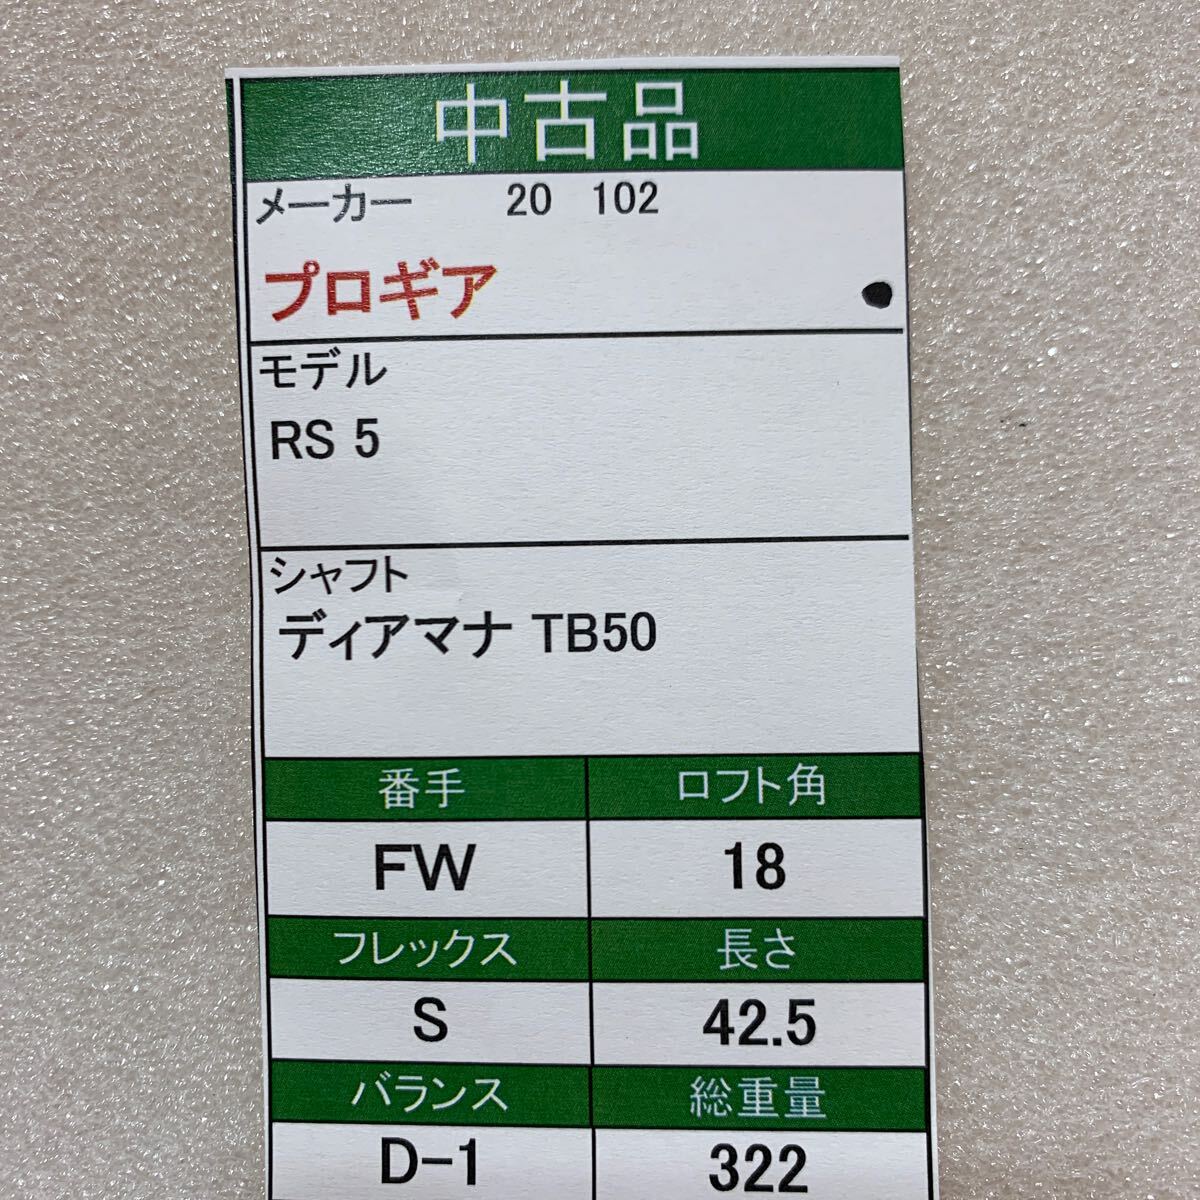 中古品
メーカー 20 102
プロギア
モデル
RS 5
シャフト
ディアマナ TB50
番手 ロフト角
FW 18
フレックス 長さ
S 42.5
バランス 総重量
D-1 322